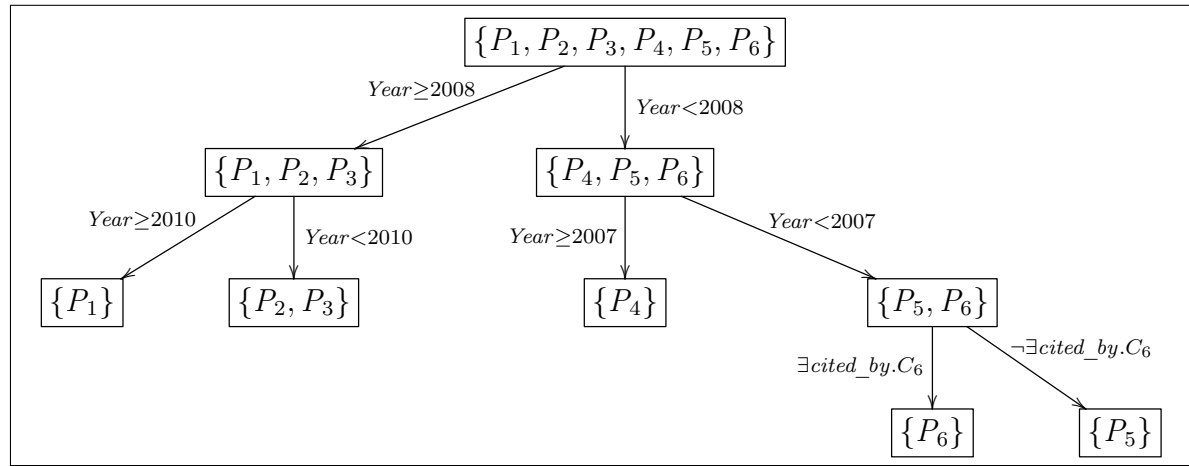 {P₁, P₂, P₃, P₄, P₅, P₆}
Year≥2008
Year<2008
{P₁, P₂, P₃}
{P₄, P₅, P₆}
Year≥2010
Year<2010
Year≥2007
Year<2007
{P₁}
{P₂, P₃}
{P₄}
{P₅, P₆}
∃cited_by.C₆
¬∃cited_by.C₆
{P₆}
{P₅}